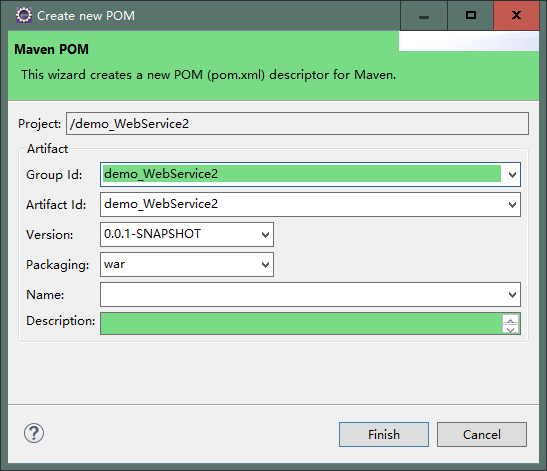 Create new POM
Maven POM
This wizard creates a new POM (pom.xml) descriptor for Maven.
Project: /demo_WebService2
Artifact
Group Id: demo_WebService2
Artifact Id: demo_WebService2
Version: 0.0.1-SNAPSHOT
Packaging: war
Name:
Description:
? Finish Cancel